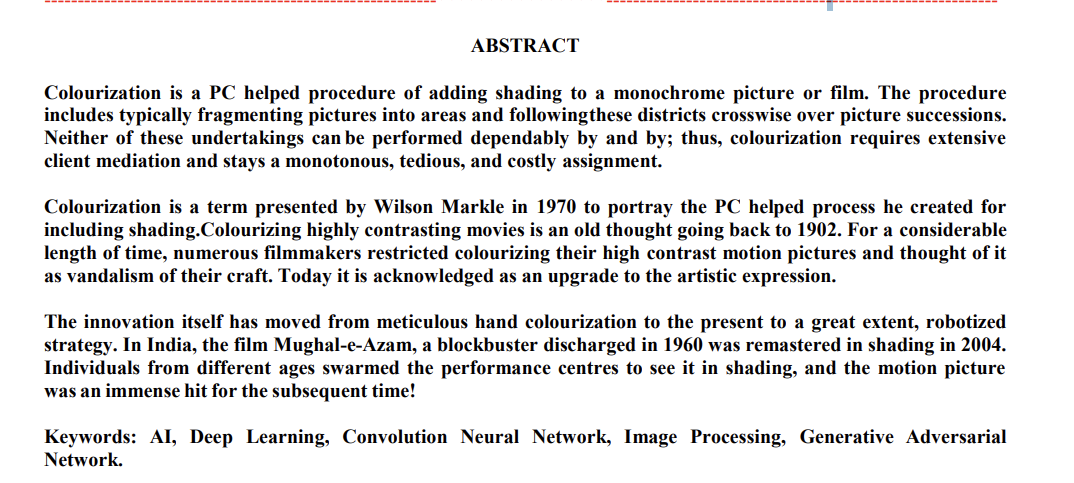 ABSTRACT
Colourization is a PC helped procedure of adding shading to a monochrome picture or film. The procedure
includes typically fragmenting pictures into areas and followingthese districts crosswise over picture successions.
Neither of these undertakings can be performed dependably by and by; thus, colourization requires extensive
client mediation and stays a monotonous, tedious, and costly assignment.
Colourization is a term presented by Wilson Markle in 1970 to portray the PC helped process he created for
including shading.Colourizing highly contrasting movies is an old thought going back to 1902. For a considerable
length of time, numerous filmmakers restricted colourizing their high contrast motion pictures and thought of it
as vandalism of their craft. Today it is acknowledged as an upgrade to the artistic expression.
The innovation itself has moved from meticulous hand colourization to the present to a great extent, robotized
strategy. In India, the film Mughal-e-Azam, a blockbuster discharged in 1960 was remastered in shading in 2004.
Individuals from different ages swarmed the performance centres to see it in shading, and the motion picture
was an immense hit for the subsequent time!
Keywords: AI, Deep Learning, Convolution Neural Network, Image Processing, Generative Adversarial
Network.